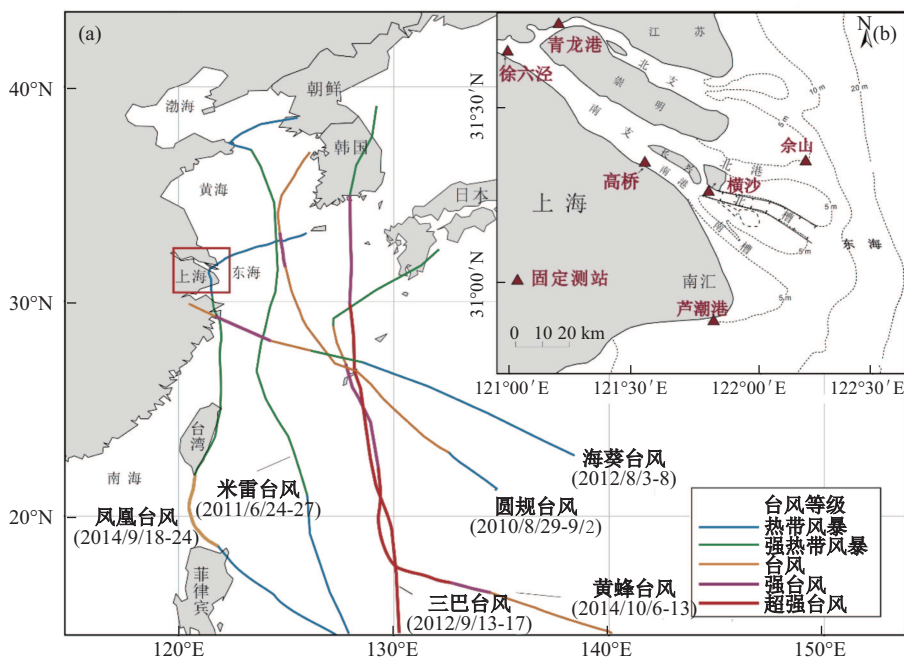 (a)
40°N
30°N
20°N
120°E
130°E
140°E
150°E
渤海
朝鲜
韩国
黄海
日本
上海
东海
台湾
南海
菲律宾
凤凰台风
(2014/9/18-24)
米雷台风
(2011/6/24-27)
三巴台风
(2012/9/13-17)
黄蜂台风
(2014/10/6-13)
圆规台风
(2010/8/29-9/2)
海葵台风
(2012/8/3-8)
台风等级
热带风暴
强热带风暴
台风
强台风
超强台风
(b)
N
31°30′N
31°00′N
121°00′E
121°30′E
122°00′E
122°30′E
青龙港
徐六泾
江苏
北支
崇明
南支
10 m
20 m
佘山
北港
长兴
高桥
南港
横沙
上海
北槽
南槽
5 m
5 m
5 m
东海
南汇
固定测站
芦潮港
0 10 20 km